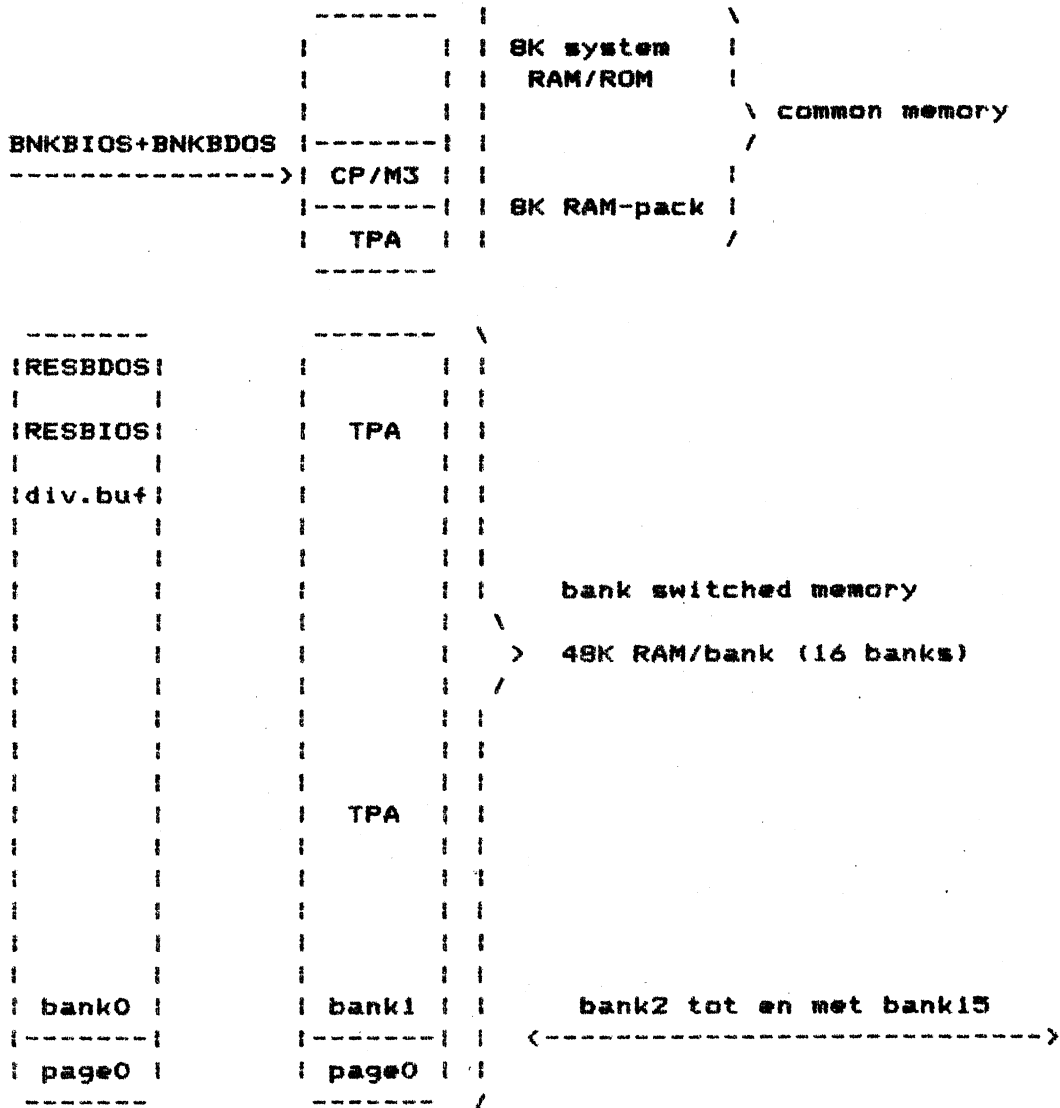 8K system
RAM/ROM
common memory
BNKBIOS+BNKBDOS
CP/M3
8K RAM-pack
TPA
RESBDOS
RESBIOS TPA
div.buf
bank switched memory
48K RAM/bank (16 banks)
TPA
bank0 bank1 bank2 tot en met bank15
page0 page0